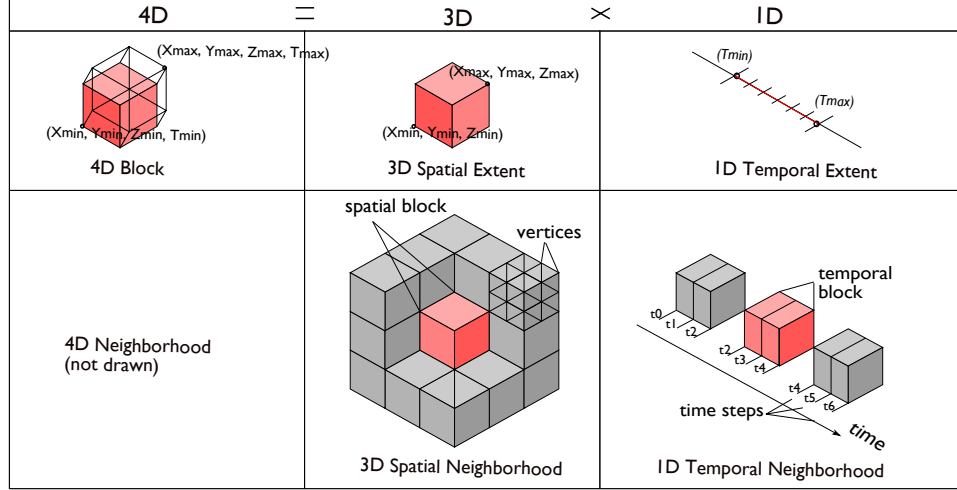 4D = 3D × 1D
(Xmax, Ymax, Zmax, Tmax)
(Xmin, Ymin, Zmin, Tmin)
4D Block
(Xmax, Ymax, Zmax)
(Xmin, Ymin, Zmin)
3D Spatial Extent
(Tmin)
(Tmax)
1D Temporal Extent
4D Neighborhood
(not drawn)
spatial block
vertices
3D Spatial Neighborhood
temporal
block
t0
t1
t2
t2
t3
t4
t4
t5
t6
time steps
time
1D Temporal Neighborhood